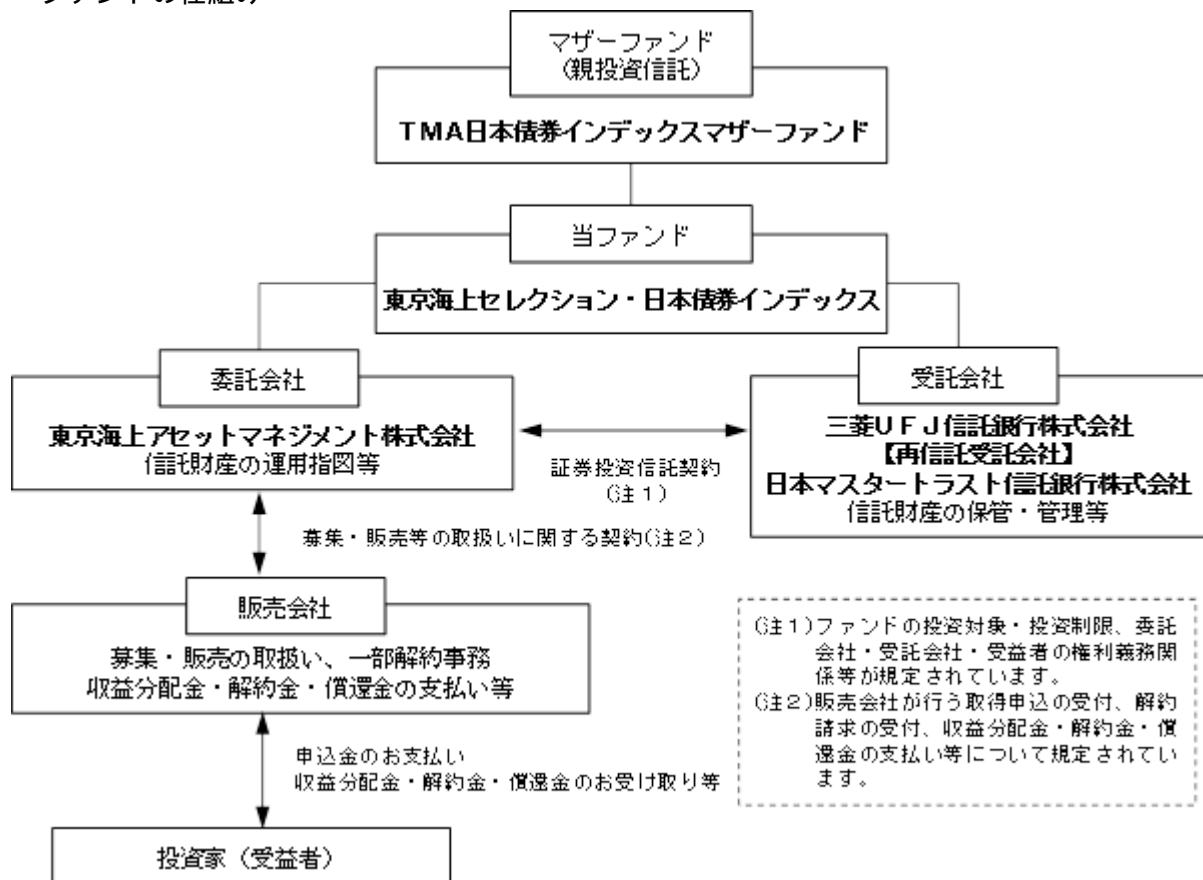 ファンドの仕組み
マザーファンド
(親投資信託)
TMA日本債券インデックスマザーファンド
当ファンド
東京海上セレクション・日本債券インデックス
委託会社
東京海上アセットマネジメント株式会社
信託財産の運用指図等
受託会社
三菱UFJ信託銀行株式会社
【再信託受託会社】
日本マスタートラスト信託銀行株式会社
信託財産の保管・管理等
証券投資信託契約
(注1)
募集・販売等の取扱いに関する契約(注2)
販売会社
募集・販売の取扱い、一部解約事務
収益分配金・解約金・償還金の支払い等
(注1)ファンドの投資対象・投資制限、委託
会社・受託会社・受益者の権利義務関
係等が規定されています。
(注2)販売会社が行う取得申込の受付、解約
請求の受付、収益分配金・解約金・償
還金の支払い等について規定されてい
ます。
申込金のお支払い
収益分配金・解約金・償還金のお受け取り等
投資家(受益者)